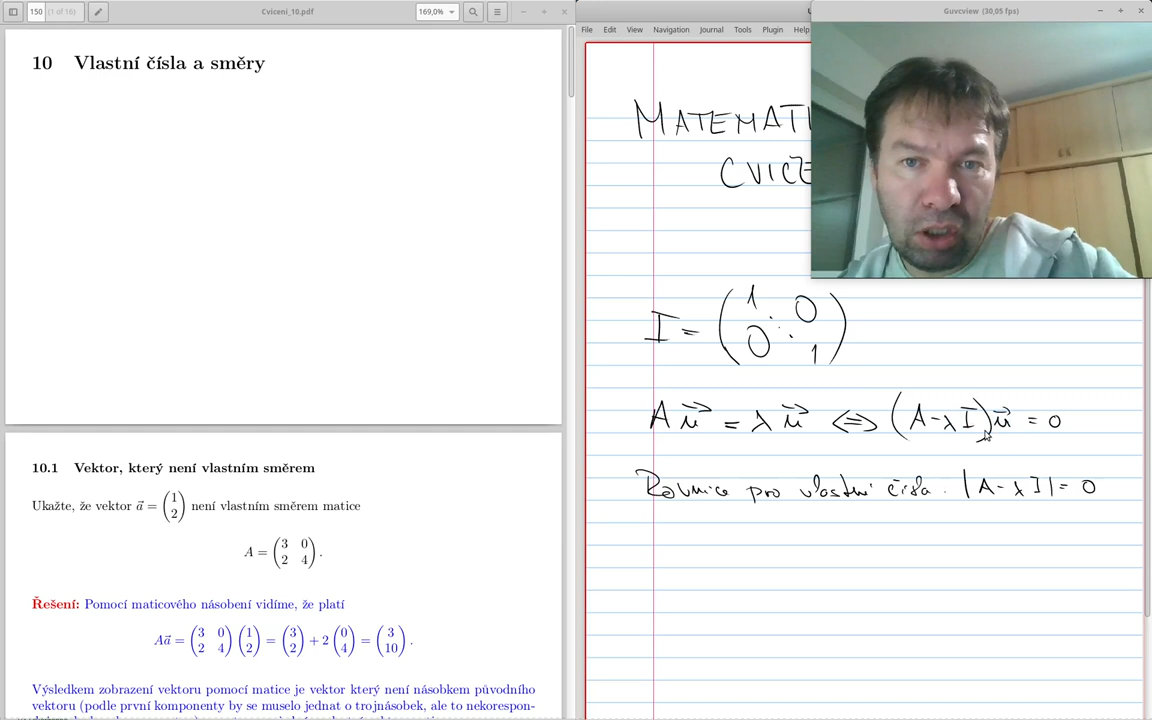 150 (1 of 16) Cviceni_10.pdf 169,0%
10 Vlastní čísla a směry
10.1 Vektor, který není vlastním směrem
Ukažte, že vektor a⃗ = (1 2) není vlastním směrem matice
A = (3 0 2 4).
Řešení: Pomocí maticového násobení vidíme, že platí
Aa⃗ = (3 0 2 4) (1 2) = (3 2) + 2 (0 4) = (3 10).
Výsledkem zobrazení vektoru pomocí matice je vektor který není násobkem původního
vektoru (podle první komponenty by se muselo jednat o trojnásobek, ale to nekorespon-
File Edit View Navigation Journal Tools Plugin Help
Guvcview (30,05 fps)
MATEMATI
CVIČE
I = (1 0 0 1)
A u⃗ = λ u⃗ ⇔ (A-λI) u⃗ = 0
Rovnice pro vlastní čísla. |A-λI| = 0